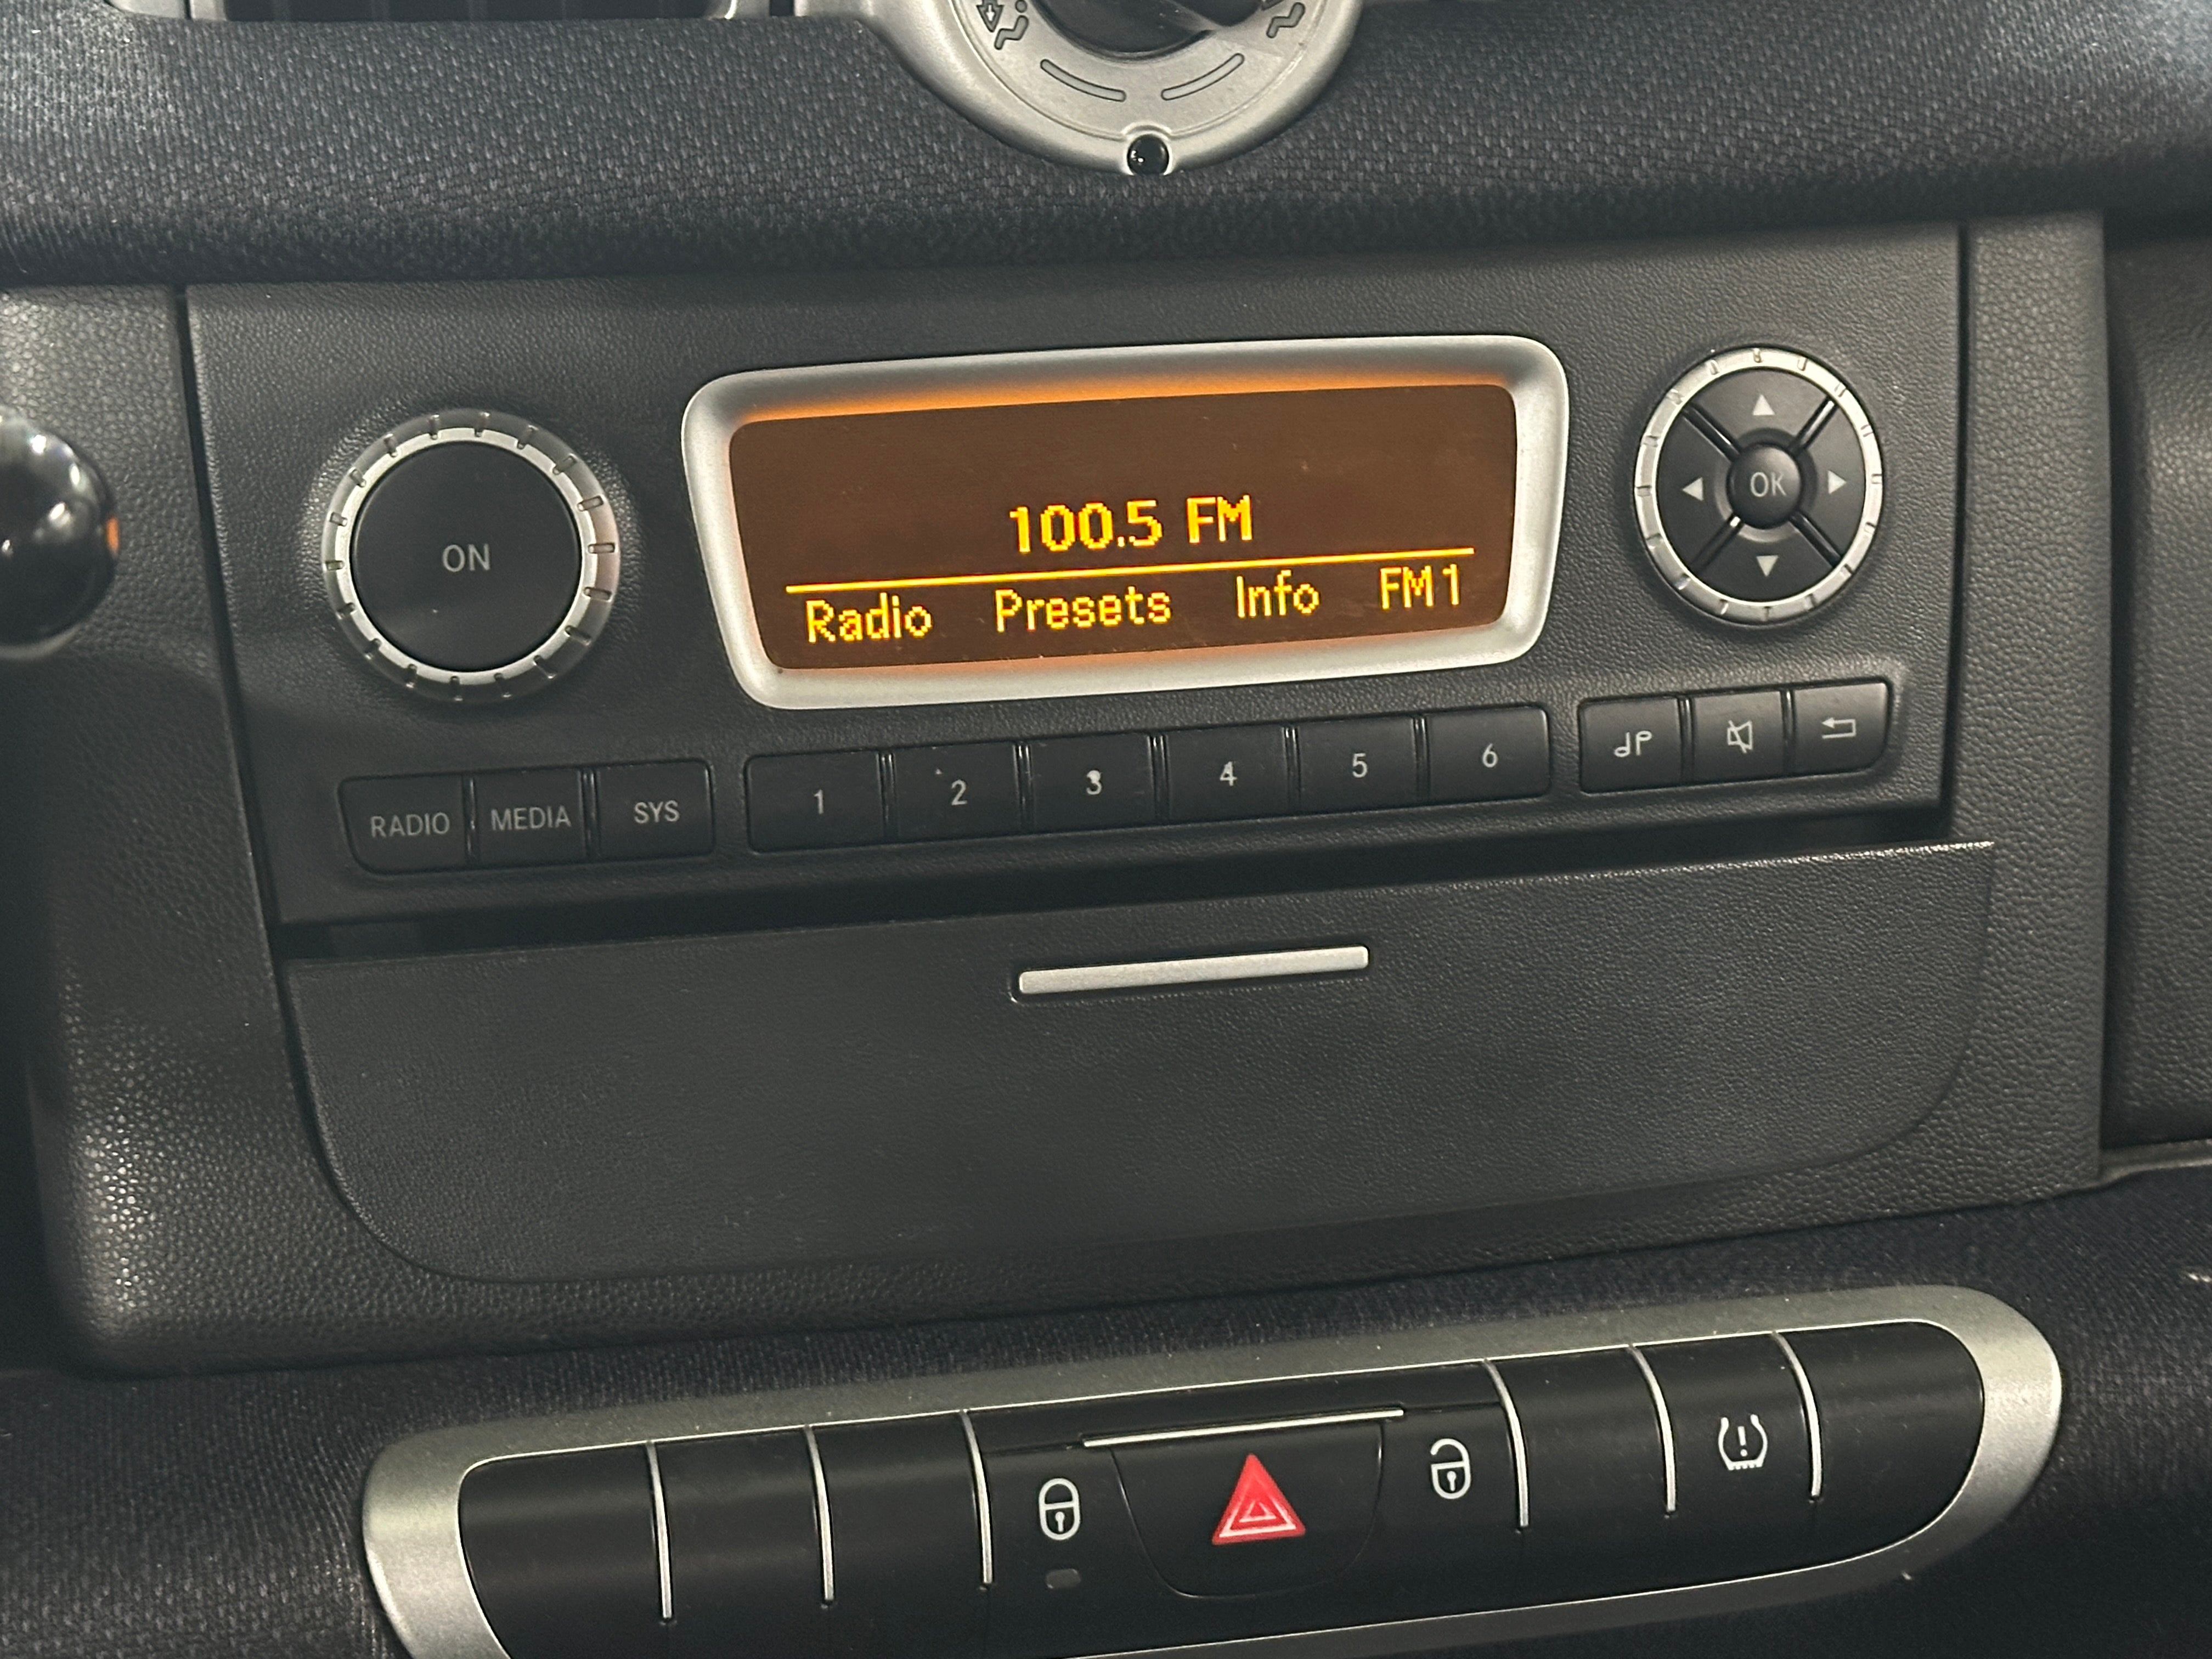 100.5 FM
Radio Presets Info FM1
ON
OK
RADIO MEDIA SYS 1 2 3 4 5 6